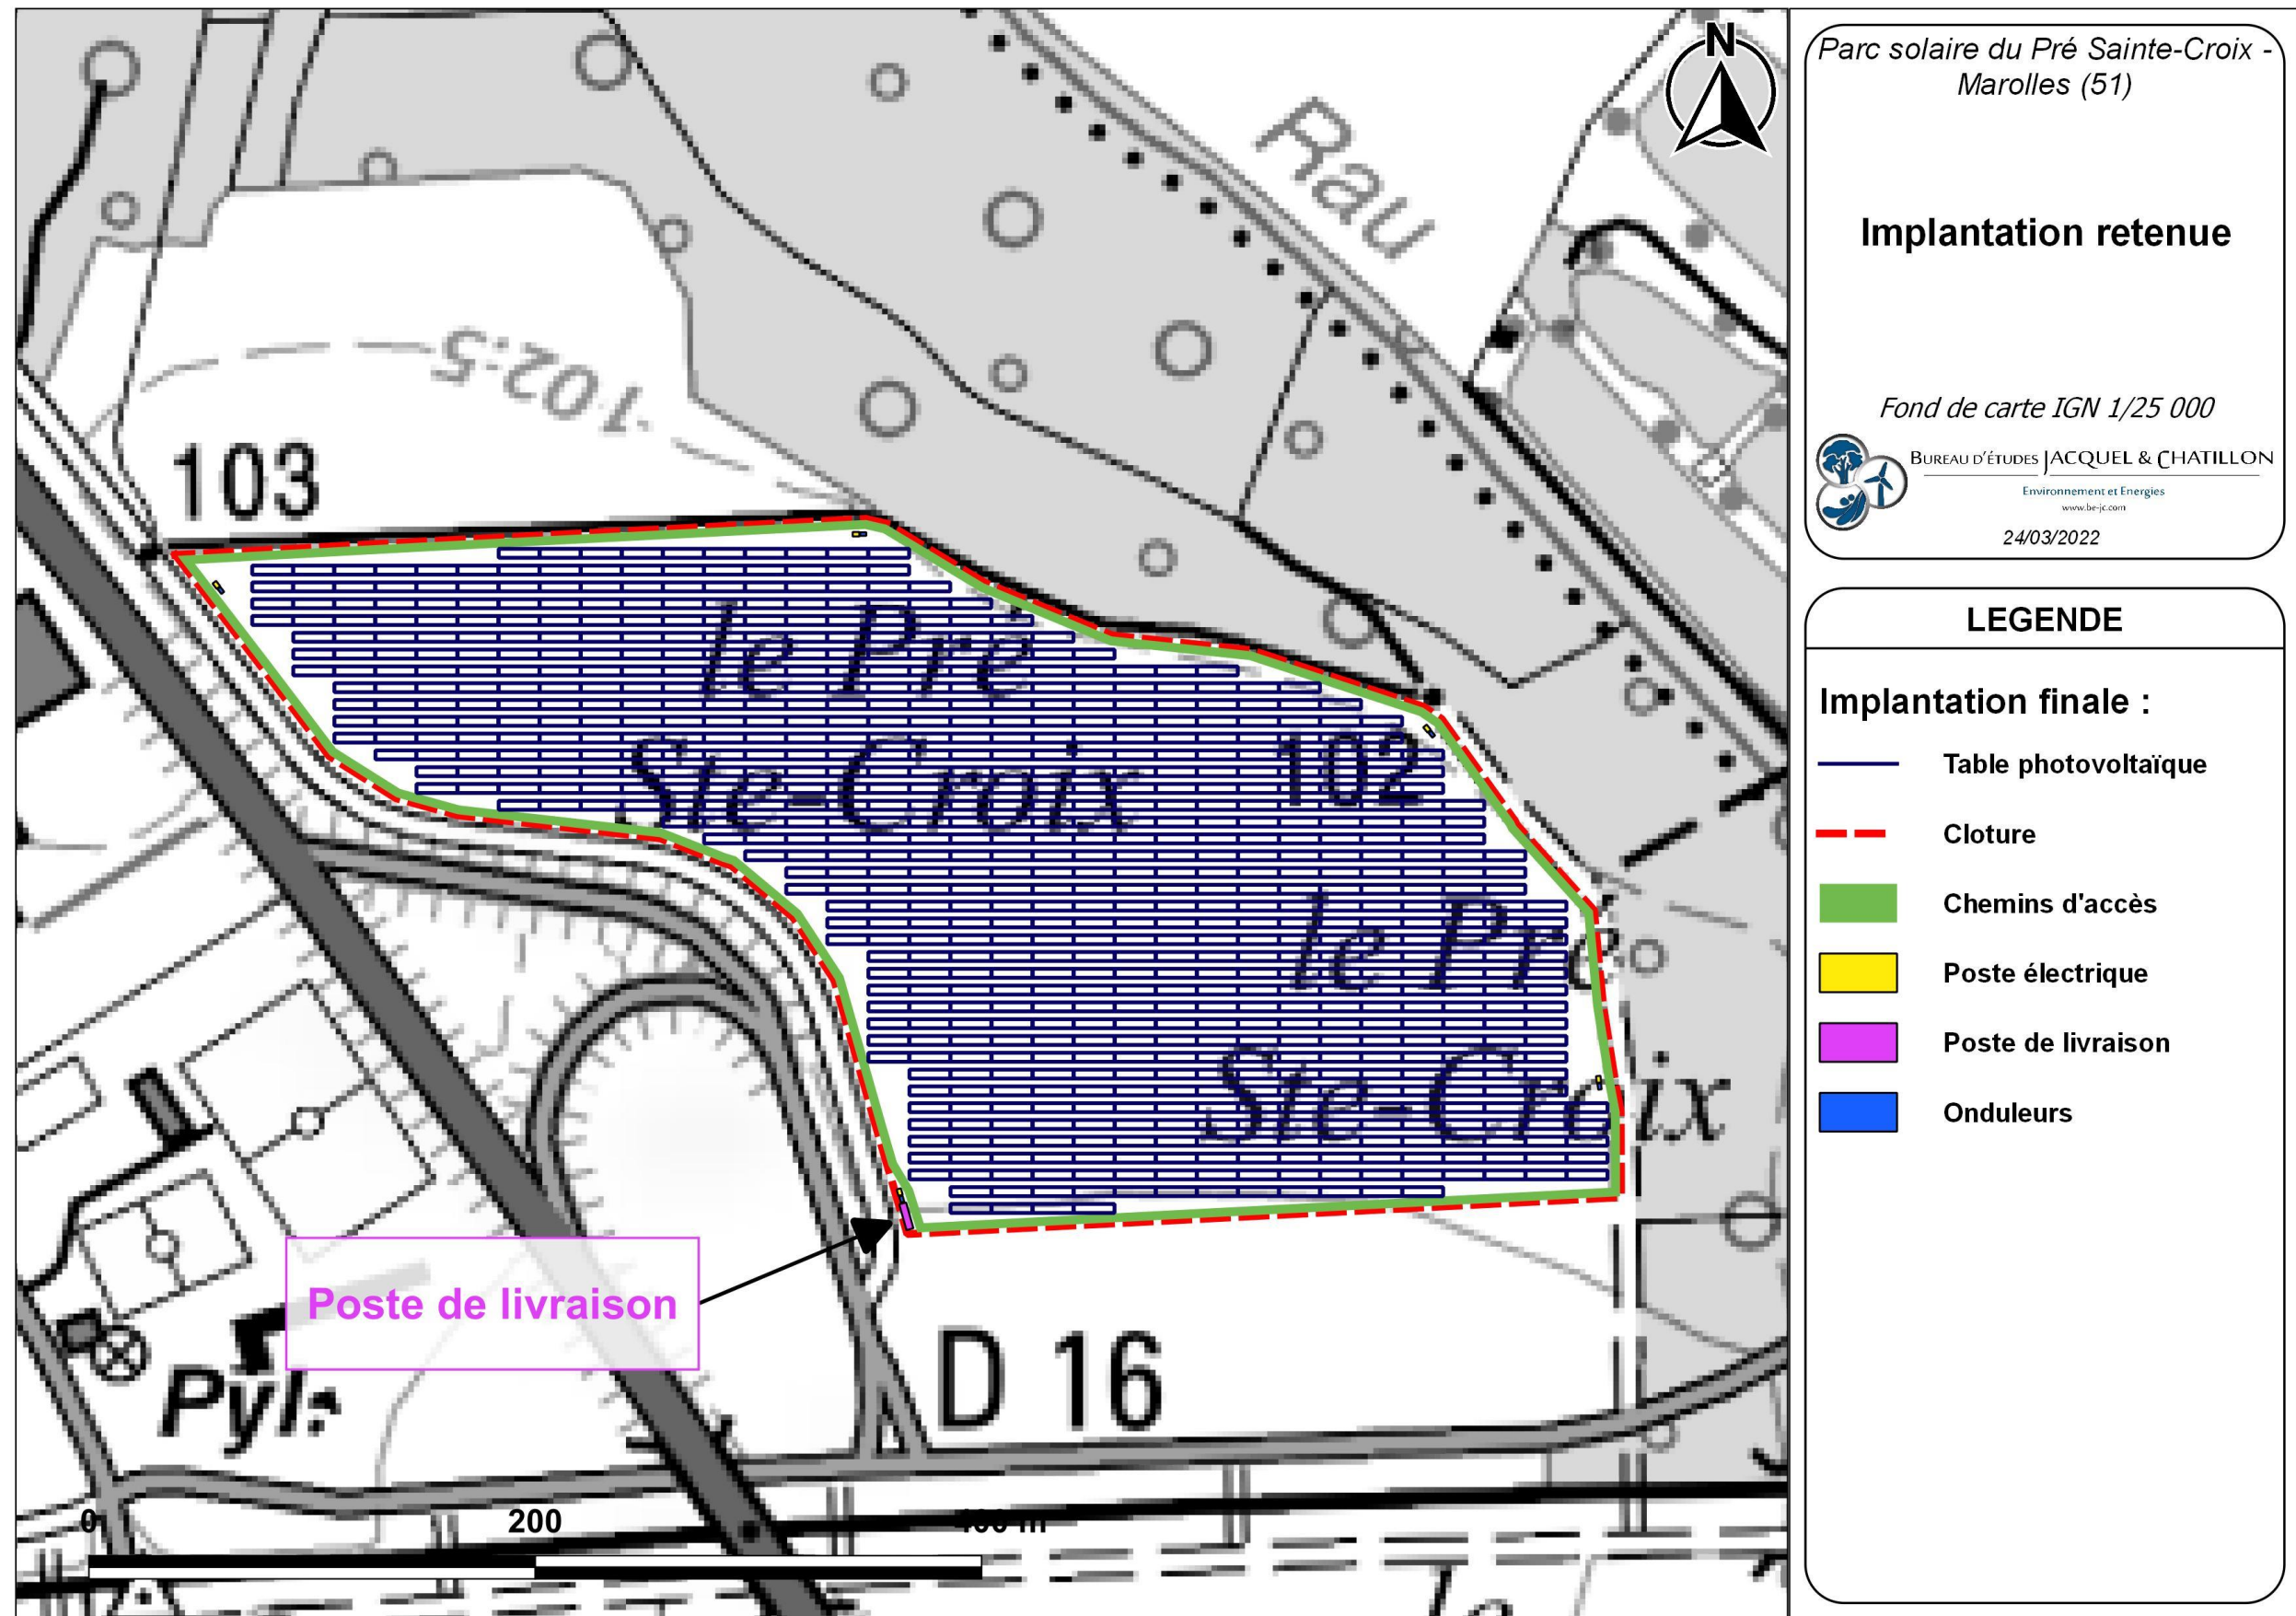 Rau
N
102,5
103
le Pré
Ste-Croix
102
le Pré
Ste-Croix
Poste de livraison
D 16
Pyl.
0
200
400 m
Parc solaire du Pré Sainte-Croix -
Marolles (51)
Implantation retenue
Fond de carte IGN 1/25 000
BUREAU D'ÉTUDES JACQUEL & CHATILLON
Environnement et Energies
www.be-jc.com
24/03/2022
LEGENDE
Implantation finale :
Table photovoltaïque
Cloture
Chemins d'accès
Poste électrique
Poste de livraison
Onduleurs